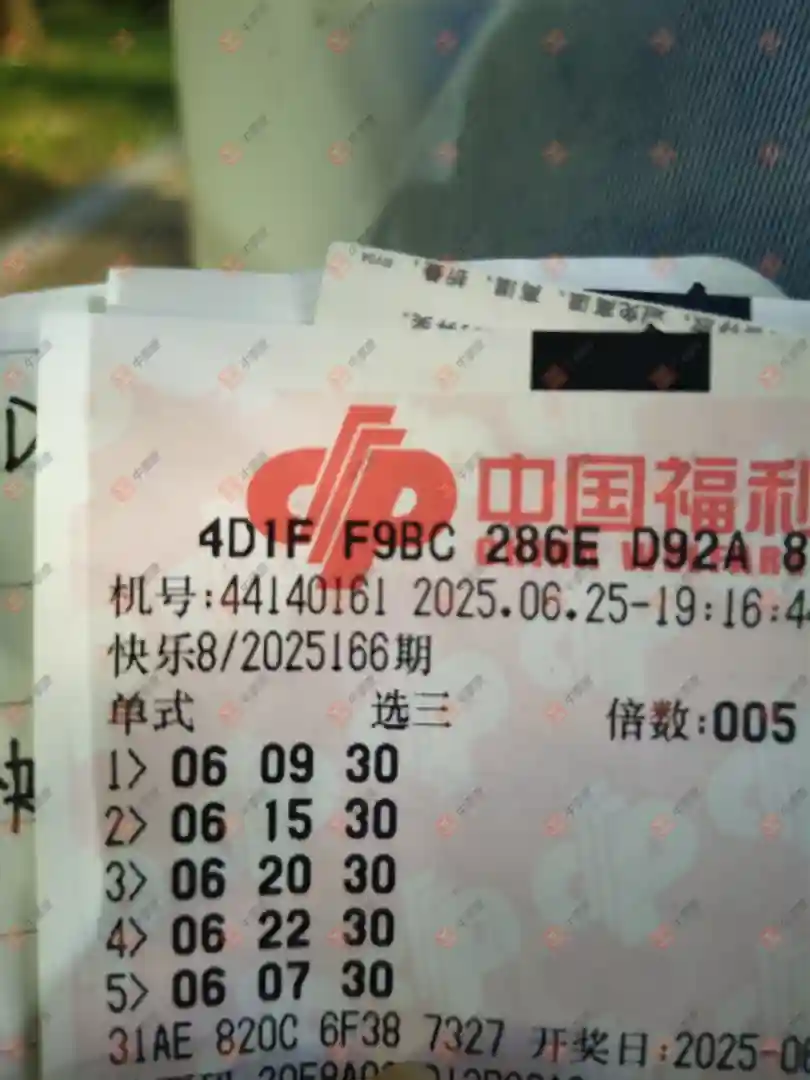 中国福利
4D1F F9BC 286E D92A 8
机号:44140161 2025.06.25-19:16:4
快乐8/2025166期
单式 选三 倍数:005
1> 06 09 30
2> 06 15 30
3> 06 20 30
4> 06 22 30
5> 06 07 30
31AE 820C 6F38 7327 开奖日:2025-0